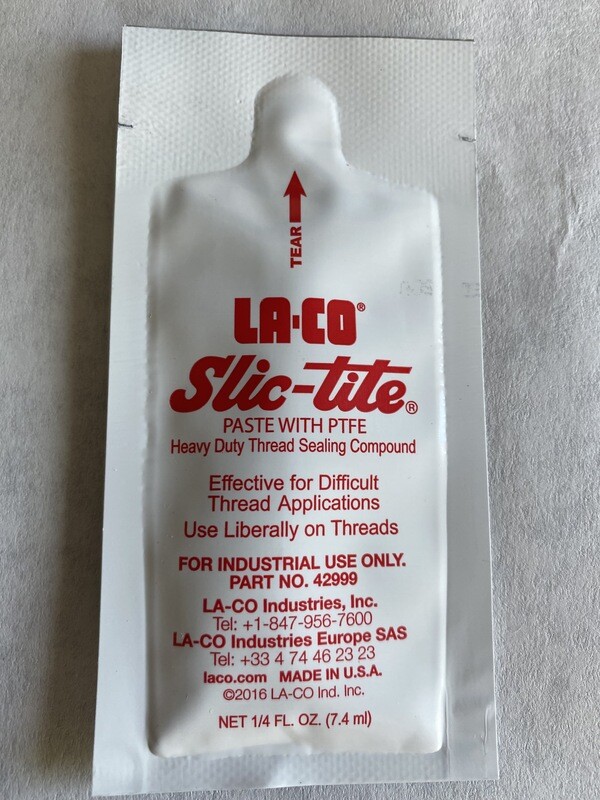 TEAR
LA-CO®
Slic-tite®
PASTE WITH PTFE
Heavy Duty Thread Sealing Compound
Effective for Difficult
Thread Applications
Use Liberally on Threads
FOR INDUSTRIAL USE ONLY.
PART NO. 42999
LA-CO Industries, Inc.
Tel: +1-847-956-7600
LA-CO Industries Europe SAS
Tel: +33 4 74 46 23 23
laco.com MADE IN U.S.A.
©2016 LA-CO Ind. Inc.
NET 1/4 FL. OZ. (7.4 ml)